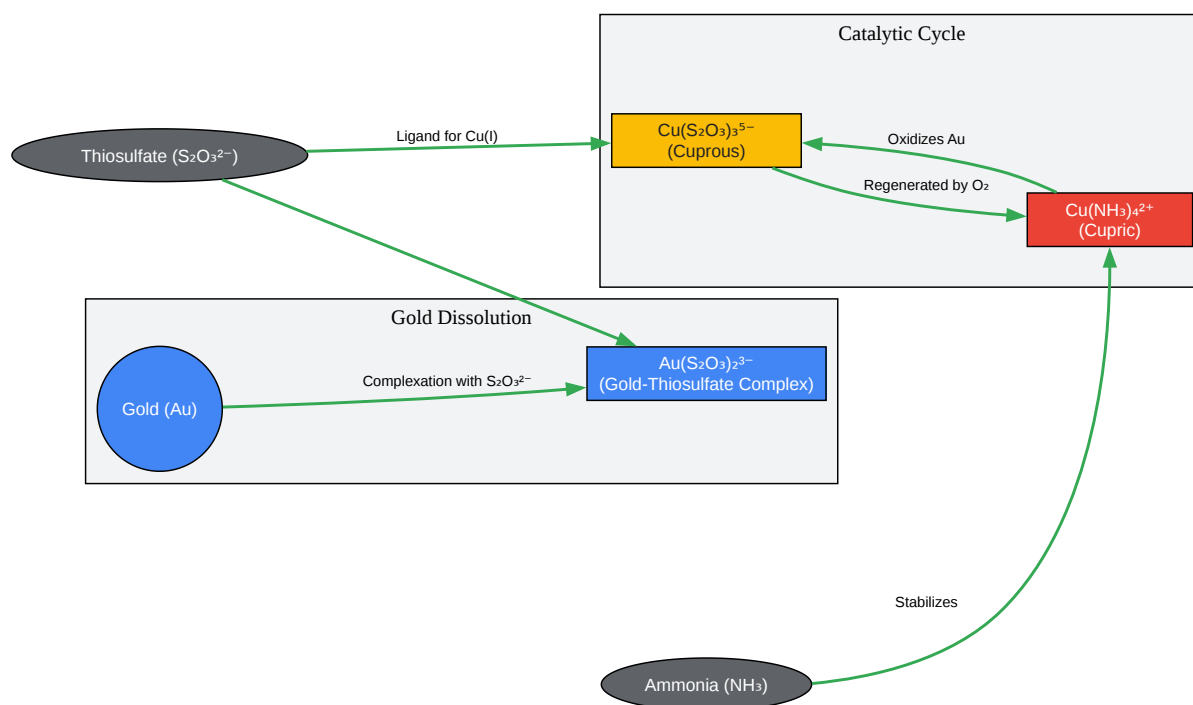 Catalytic Cycle
Thiosulfate (S₂O₃²⁻)
Ligand for Cu(I)
Cu(S₂O₃)₃⁵⁻
(Cuprous)
Oxidizes Au
Regenerated by O₂
Cu(NH₃)₄²⁺
(Cupric)
Gold Dissolution
Gold (Au)
Complexation with S₂O₃²⁻
Au(S₂O₃)₂³⁻
(Gold-Thiosulfate Complex)
Stabilizes
Ammonia (NH₃)